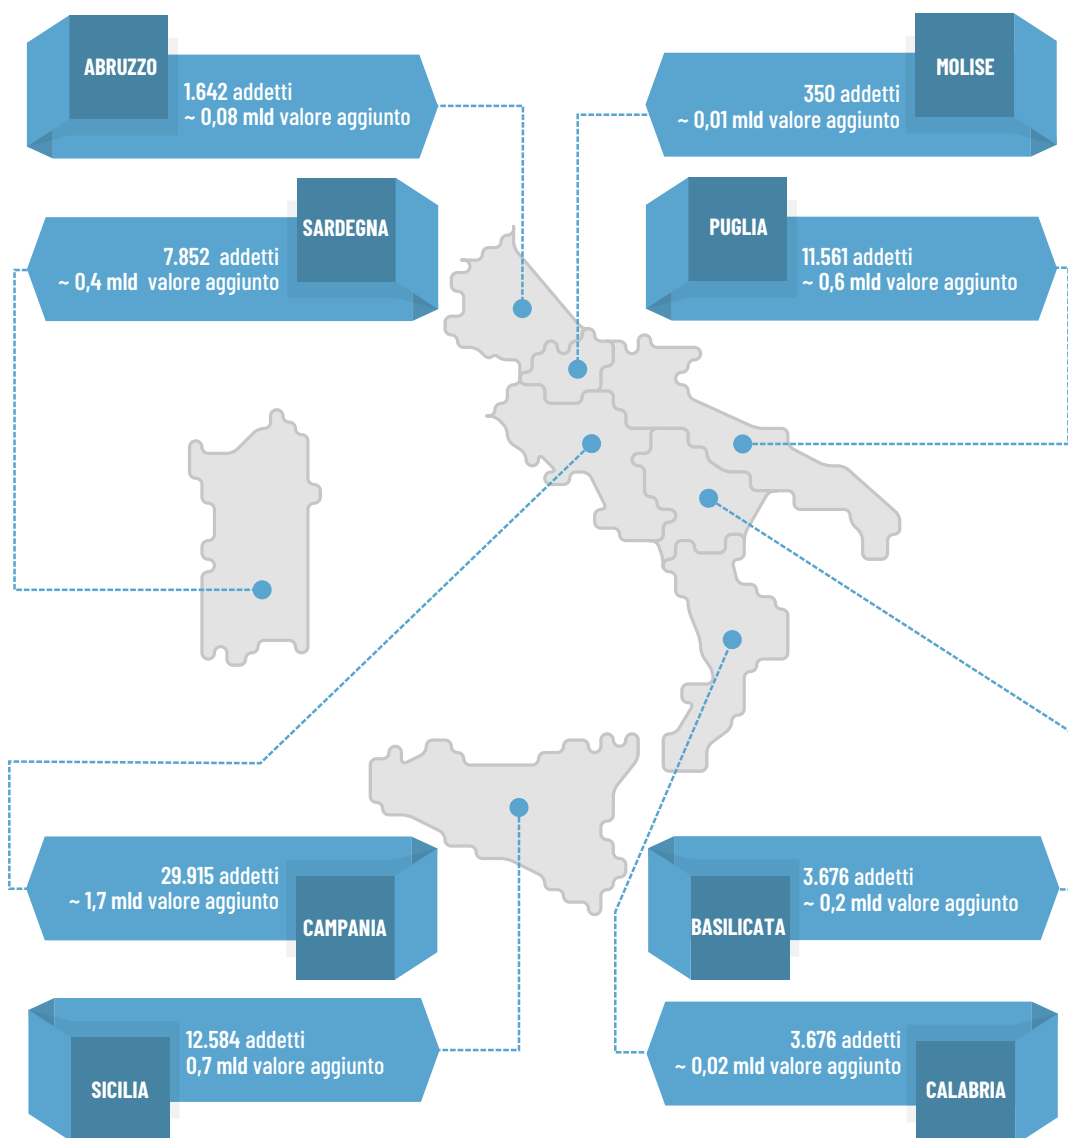 ABRUZZO
1.642 addetti
~ 0,08 mld valore aggiunto
MOLISE
350 addetti
~ 0,01 mld valore aggiunto
SARDEGNA
7.852 addetti
~ 0,4 mld valore aggiunto
PUGLIA
11.561 addetti
~ 0,6 mld valore aggiunto
29.915 addetti
~ 1,7 mld valore aggiunto
CAMPANIA
3.676 addetti
~ 0,2 mld valore aggiunto
BASILICATA
12.584 addetti
0,7 mld valore aggiunto
SICILIA
3.676 addetti
~ 0,02 mld valore aggiunto
CALABRIA